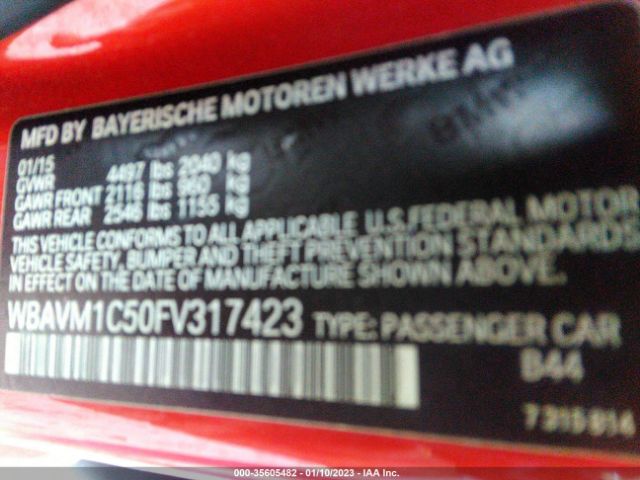 MFD BY BAYERISCHE MOTOREN WERKE AG
01/15
GVWR 4497 lbs 2040 kg
GAWR FRONT 2116 lbs 960 kg
GAWR REAR 2546 lbs 1155 kg
THIS VEHICLE CONFORMS TO ALL APPLICABLE U.S. FEDERAL MOTOR
VEHICLE SAFETY, BUMPER AND THEFT PREVENTION STANDARDS
IN EFFECT ON THE DATE OF MANUFACTURE SHOWN ABOVE.
WBAVM1C50FV317423 TYPE: PASSENGER CAR
B44
7315814
000-35605482 - 01/10/2023 - IAA Inc.